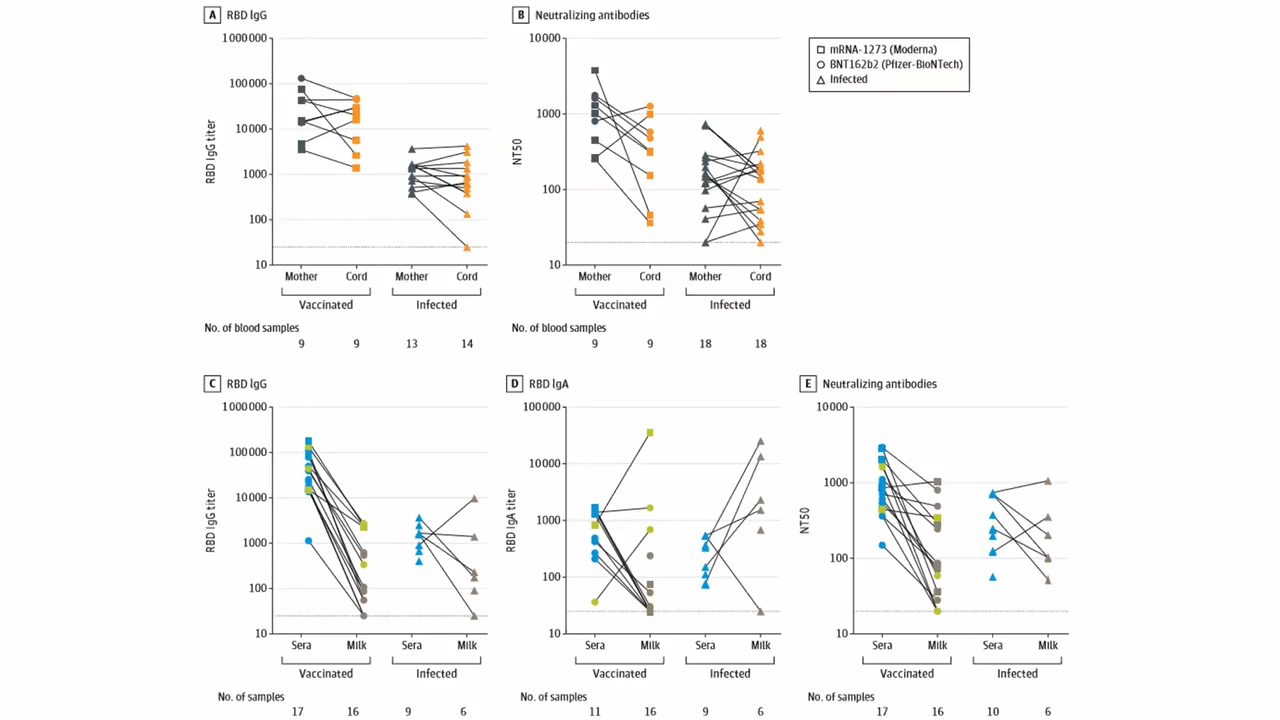 A RBD IgG
1000000
100000
10000
1000
100
10
RBD IgG titer
Mother Cord Mother Cord
Vaccinated Infected
No. of blood samples
9 9 13 14
B Neutralizing antibodies
10000
1000
100
10
NT50
Mother Cord Mother Cord
Vaccinated Infected
No. of blood samples
9 9 18 18
mRNA-1273 (Moderna)
BNT162b2 (Pfizer-BioNTech)
Infected
C RBD IgG
1000000
100000
10000
1000
100
10
RBD IgG titer
Sera Milk Sera Milk
Vaccinated Infected
No. of samples
17 16 9 6
D RBD IgA
100000
10000
1000
100
10
RBD IgA titer
Sera Milk Sera Milk
Vaccinated Infected
No. of samples
11 16 9 6
E Neutralizing antibodies
10000
1000
100
10
NT50
Sera Milk Sera Milk
Vaccinated Infected
No. of samples
17 16 10 6